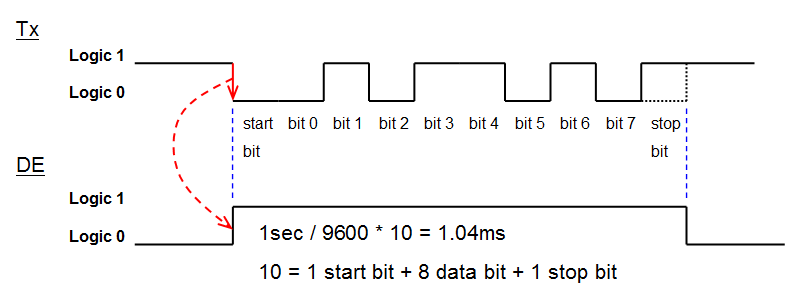 Tx
Logic 1
Logic 0
start bit 0 bit 1 bit 2 bit 3 bit 4 bit 5 bit 6 bit 7 stop
bit bit
DE
Logic 1
Logic 0
1sec / 9600 * 10 = 1.04ms
10 = 1 start bit + 8 data bit + 1 stop bit